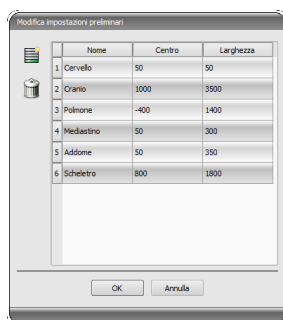 Modifica impostazioni preliminari
Nome Centro Larghezza
1 Cervello 50 50
2 Cranio 1000 3500
3 Polmone -400 1400
4 Mediastino 50 300
5 Addome 50 350
6 Scheletro 800 1800
OK Annulla